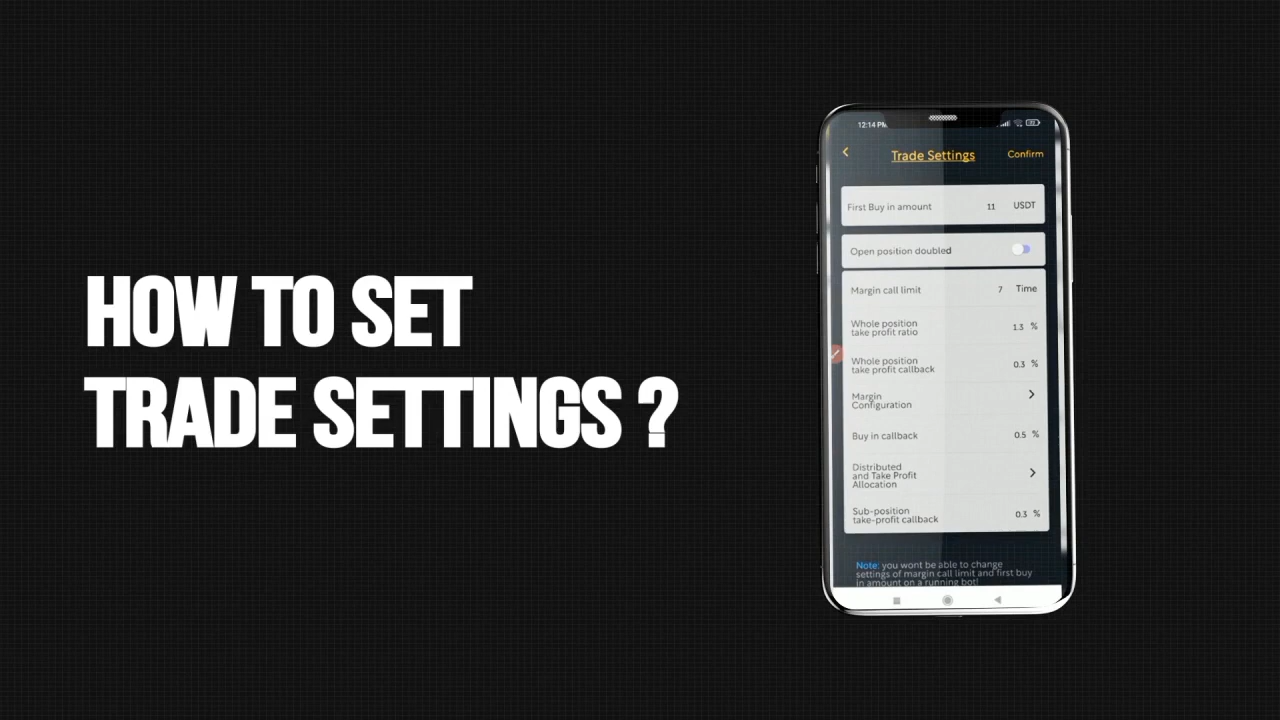 HOW TO SET
TRADE SETTINGS ?
12:14 PM
Trade Settings
Confirm
First Buy in amount 11 USDT
Open position doubled
Margin call limit 7 Time
Whole position
take profit ratio 1.3 %
Whole position
take profit callback 0.3 %
Margin
Configuration
Buy in callback 0.5 %
Distributed
and Take Profit
Allocation
Sub-position
take-profit callback 0.3 %
Note: you wont be able to change
settings of margin call limit and first buy
in amount on a running bot!